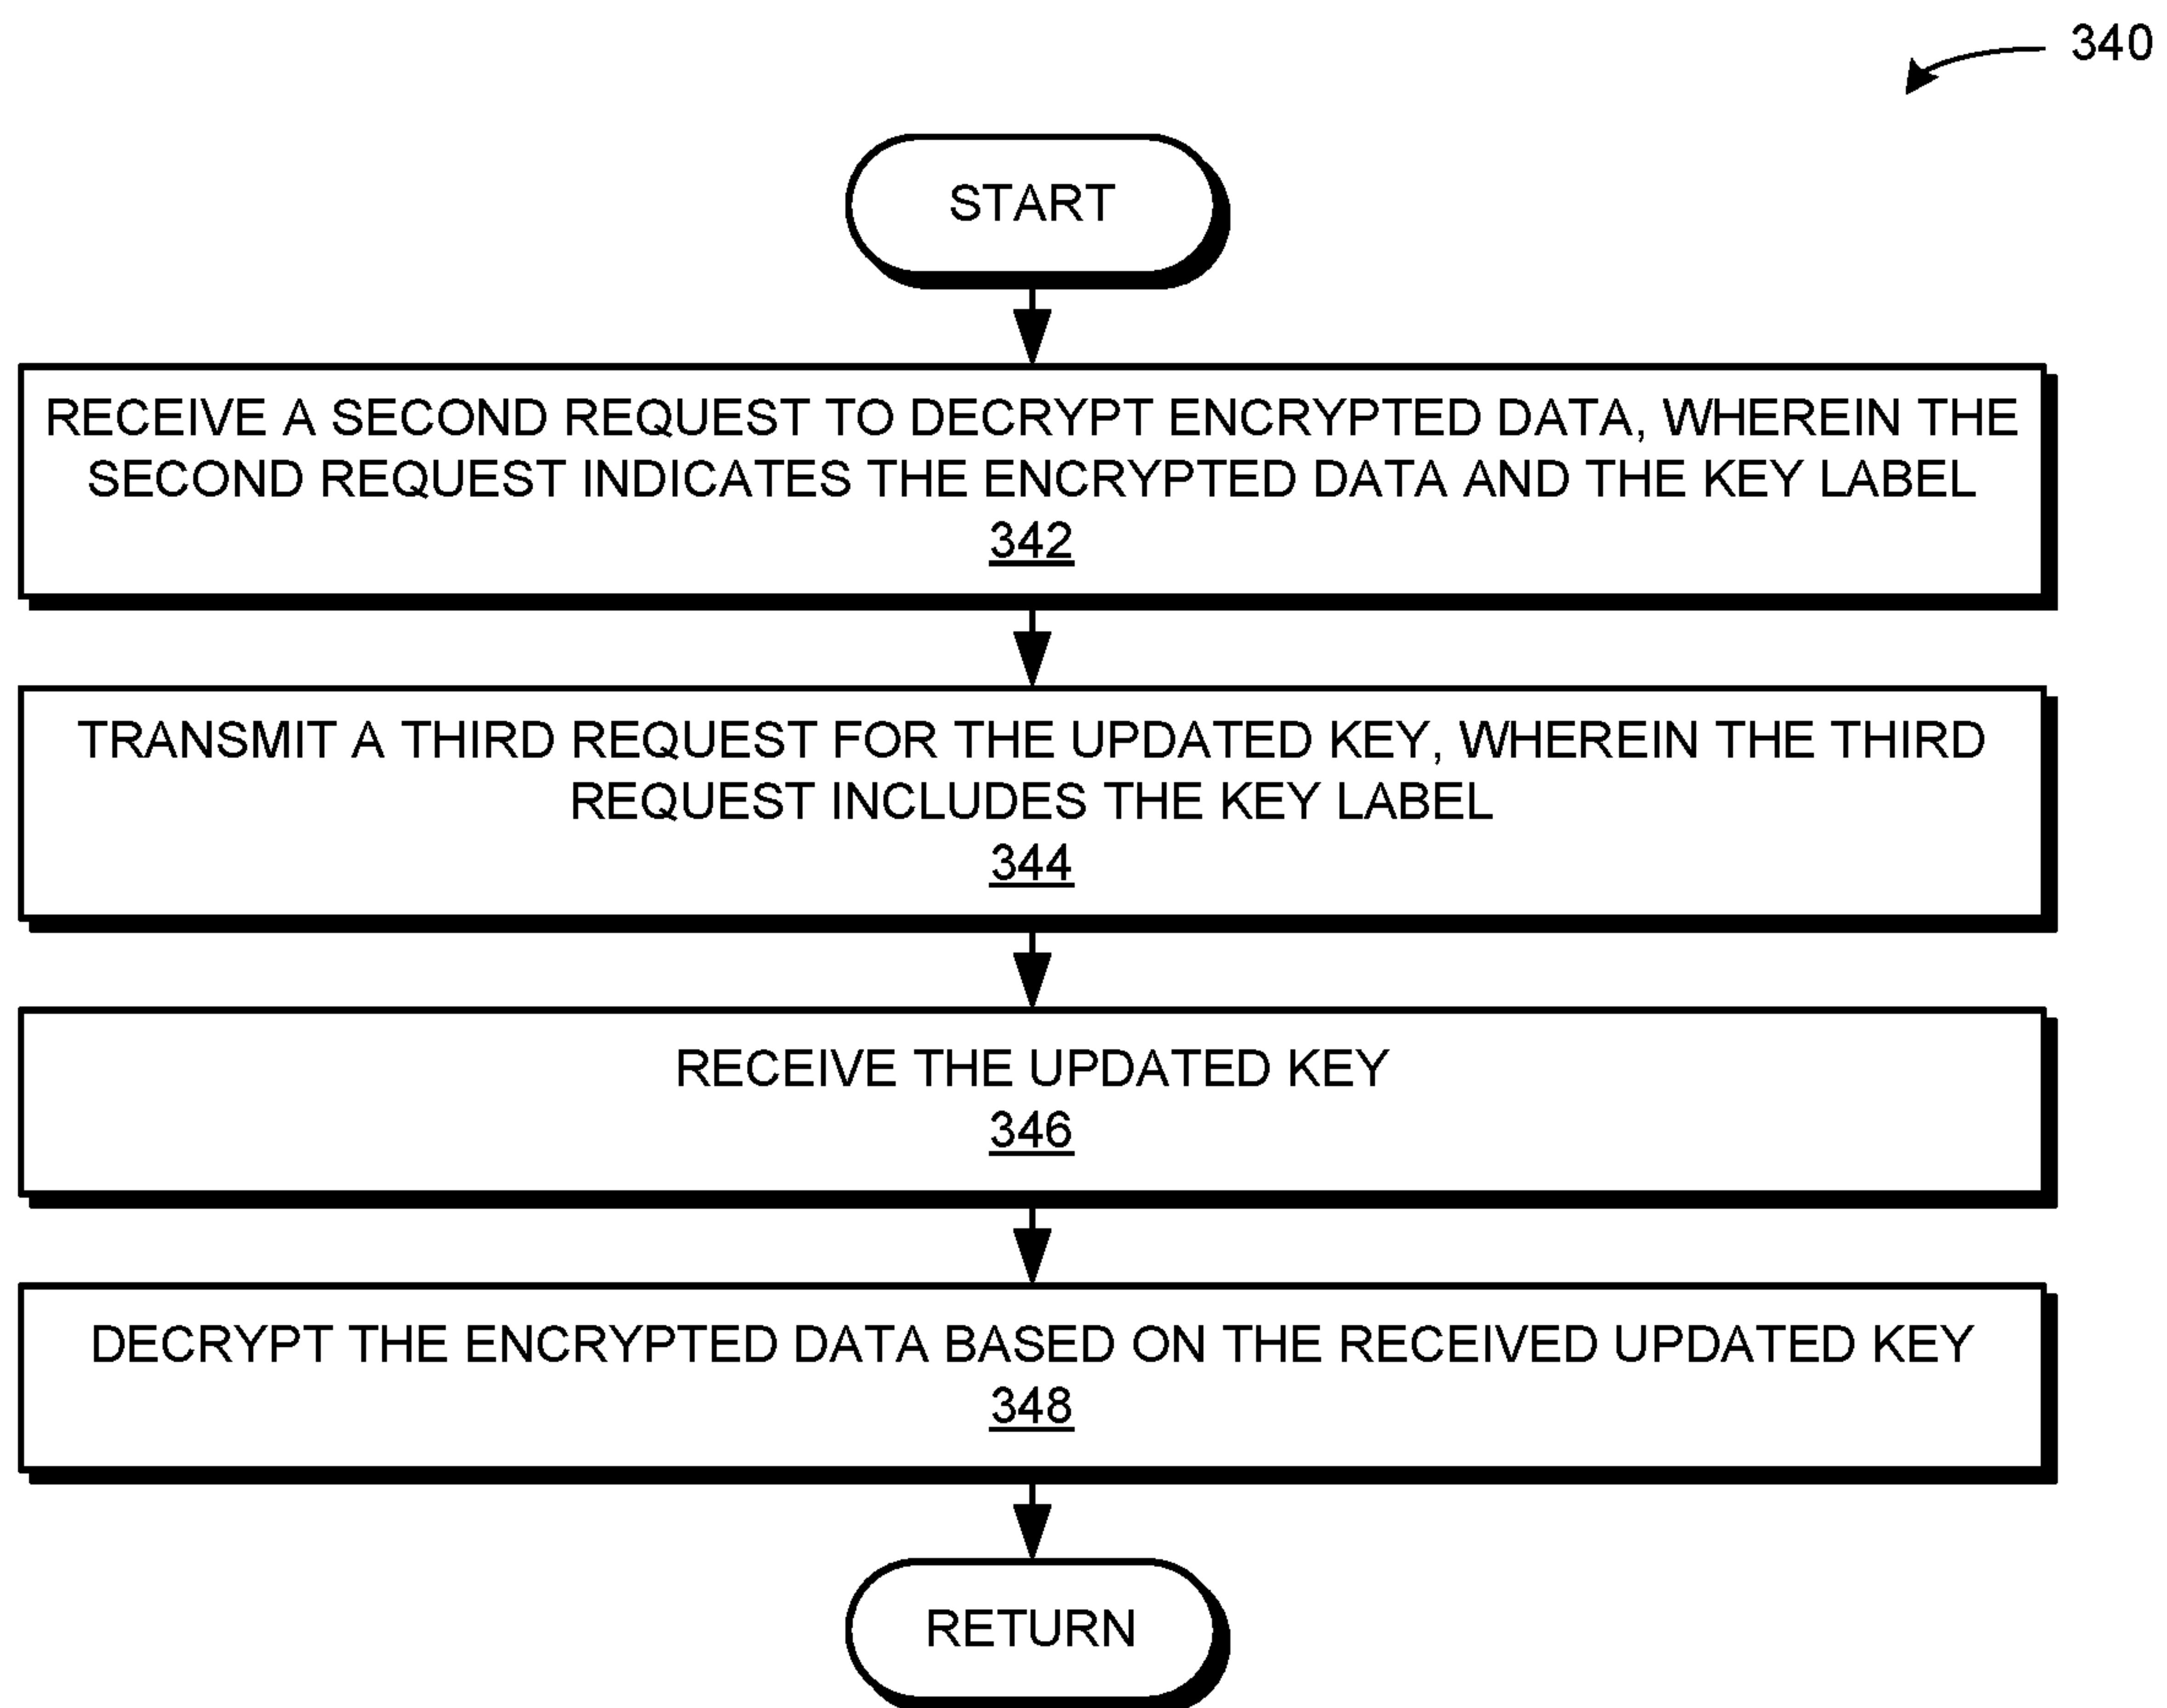 340
START
RECEIVE A SECOND REQUEST TO DECRYPT ENCRYPTED DATA, WHEREIN THE
SECOND REQUEST INDICATES THE ENCRYPTED DATA AND THE KEY LABEL
342
TRANSMIT A THIRD REQUEST FOR THE UPDATED KEY, WHEREIN THE THIRD
REQUEST INCLUDES THE KEY LABEL
344
RECEIVE THE UPDATED KEY
346
DECRYPT THE ENCRYPTED DATA BASED ON THE RECEIVED UPDATED KEY
348
RETURN